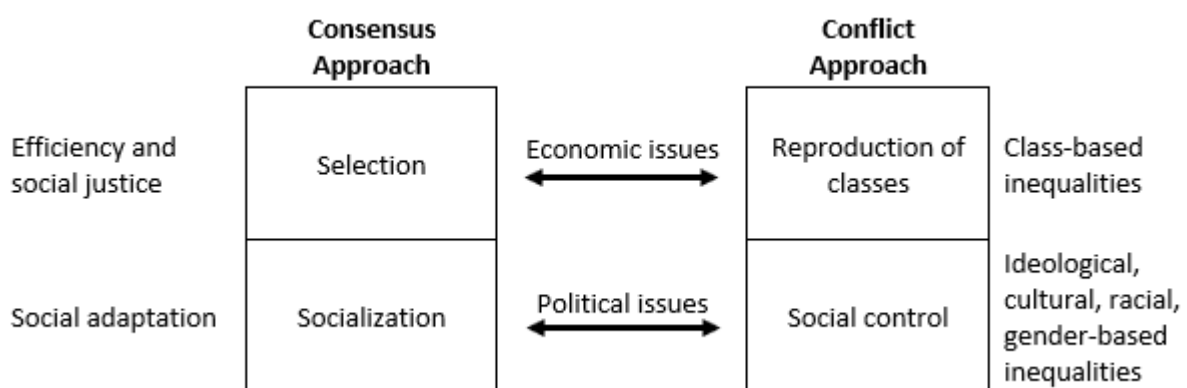 Consensus
Approach
Conflict
Approach
Efficiency and
social justice
Selection
Economic issues
Reproduction of
classes
Class-based
inequalities
Social adaptation
Socialization
Political issues
Social control
Ideological,
cultural, racial,
gender-based
inequalities